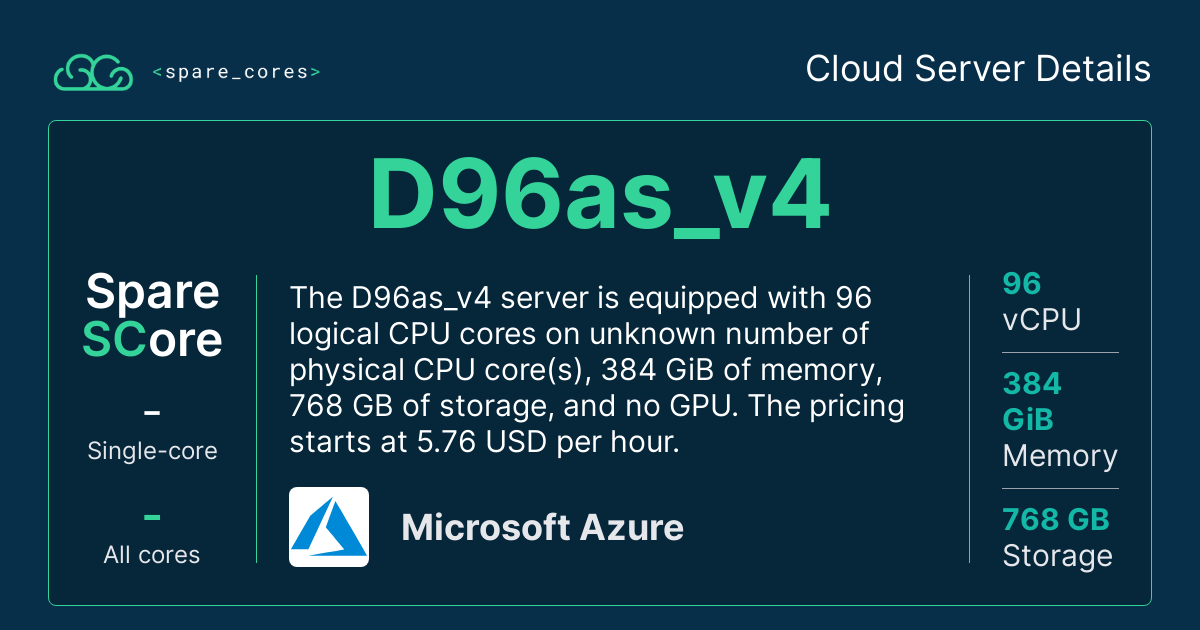 <spare_cores>
Cloud Server Details
D96as_v4
Spare
SCore
–
Single-core
–
All cores
The D96as_v4 server is equipped with 96
logical CPU cores on unknown number of
physical CPU core(s), 384 GiB of memory,
768 GB of storage, and no GPU. The pricing
starts at 5.76 USD per hour.
Microsoft Azure
96
vCPU
384
GiB
Memory
768 GB
Storage